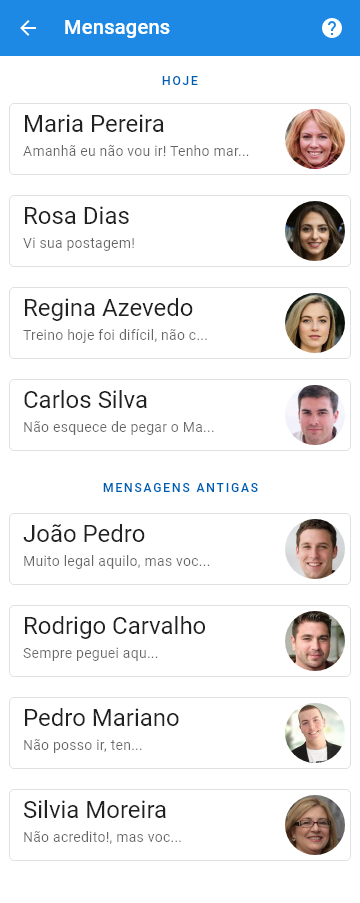 Mensagens
HOJE
Maria Pereira
Amanhã eu não vou ir! Tenho mar...
Rosa Dias
Vi sua postagem!
Regina Azevedo
Treino hoje foi difícil, não c...
Carlos Silva
Não esquece de pegar o Ma...
MENSAGENS ANTIGAS
João Pedro
Muito legal aquilo, mas voc...
Rodrigo Carvalho
Sempre peguei aqu...
Pedro Mariano
Não posso ir, ten...
Silvia Moreira
Não acredito!, mas voc...